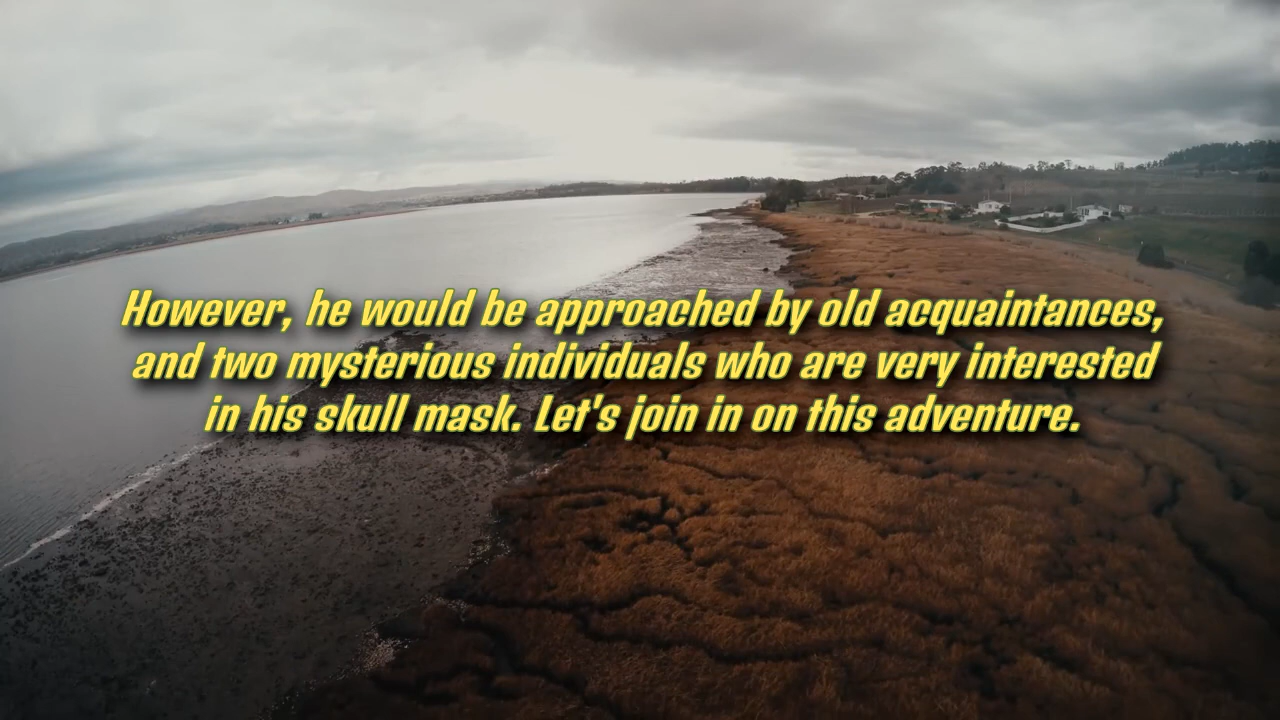 However, he would be approached by old acquaintances,
and two mysterious individuals who are very interested
in his skull mask. Let's join in on this adventure.